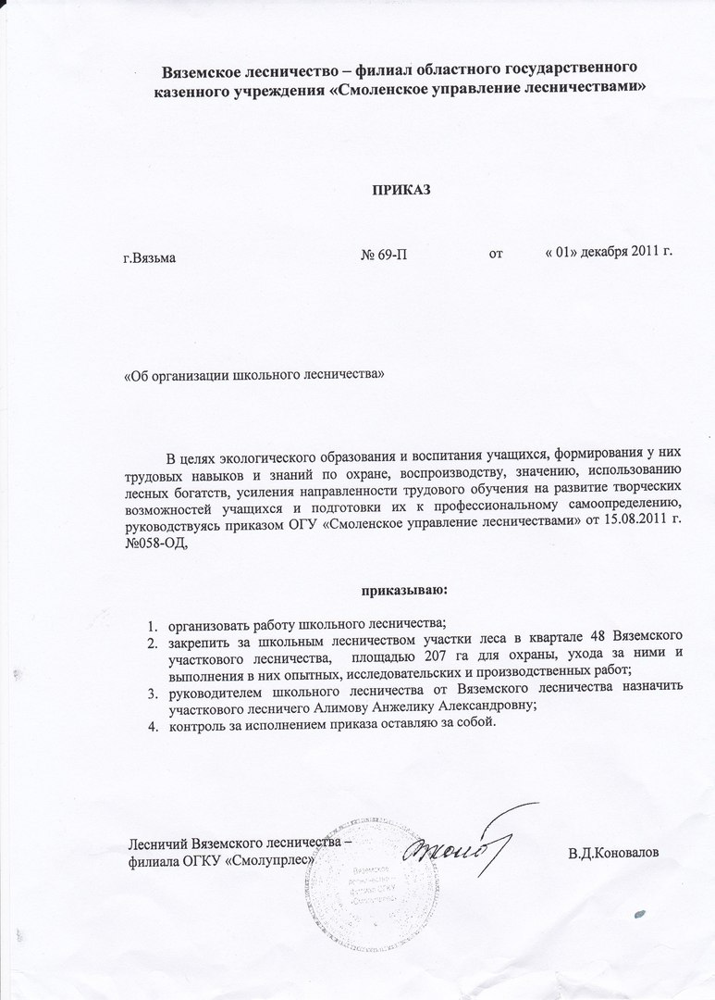 Вяземское лесничество – филиал областного государственного
казенного учреждения «Смоленское управление лесничествами»
ПРИКАЗ
г.Вязьма № 69-П от « 01» декабря 2011 г.
«Об организации школьного лесничества»
В целях экологического образования и воспитания учащихся, формирования у них
трудовых навыков и знаний по охране, воспроизводству, значению, использованию
лесных богатств, усиления направленности трудового обучения на развитие творческих
возможностей учащихся и подготовки их к профессиональному самоопределению,
руководствуясь приказом ОГУ «Смоленское управление лесничествами» от 15.08.2011 г.
№058-ОД,
приказываю:
1. организовать работу школьного лесничества;
2. закрепить за школьным лесничеством участки леса в квартале 48 Вяземского
участкового лесничества, площадью 207 га для охраны, ухода за ними и
выполнения в них опытных, исследовательских и производственных работ;
3. руководителем школьного лесничества от Вяземского лесничества назначить
участкового лесничего Алимову Анжелику Александровну;
4. контроль за исполнением приказа оставляю за собой.
Лесничий Вяземского лесничества –
филиала ОГКУ «Смолупрлес» В.Д.Коновалов
Вяземское